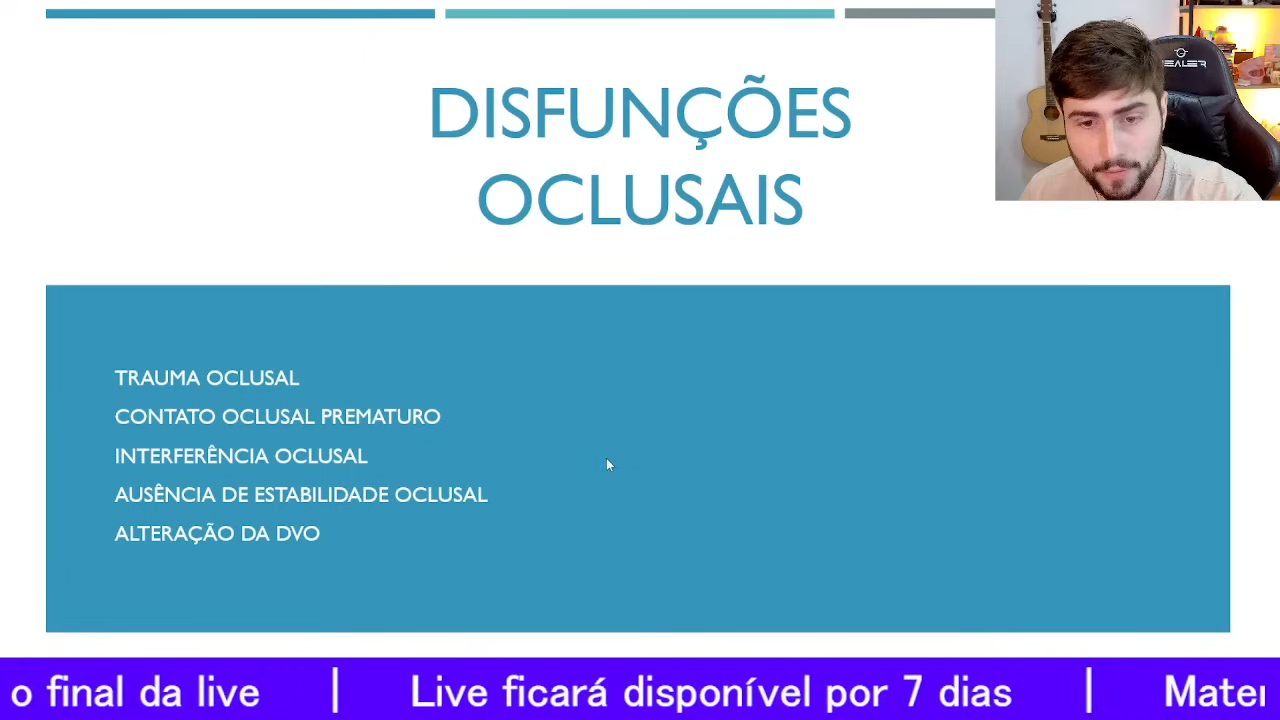 DISFUNÇÕES
OCLUSAIS
TRAUMA OCLUSAL
CONTATO OCLUSAL PREMATURO
INTERFERÊNCIA OCLUSAL
AUSÊNCIA DE ESTABILIDADE OCLUSAL
ALTERAÇÃO DA DVO
o final da live | Live ficará disponível por 7 dias |